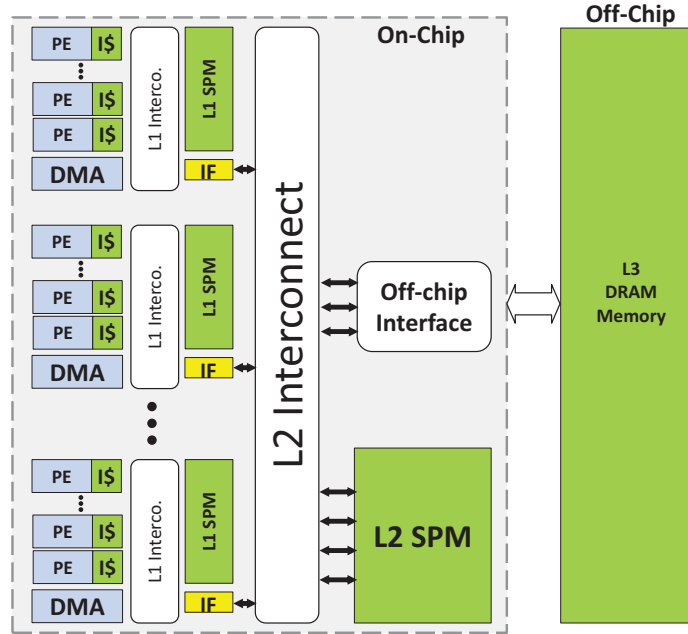 Off-Chip
On-Chip
PE I$
PE I$
PE I$
DMA
L1 Interco.
L1 SPM
IF
PE I$
PE I$
PE I$
DMA
L1 Interco.
L1 SPM
IF
PE I$
PE I$
PE I$
DMA
L1 Interco.
L1 SPM
IF
L2 Interconnect
Off-chip
Interface
L2 SPM
L3
DRAM
Memory